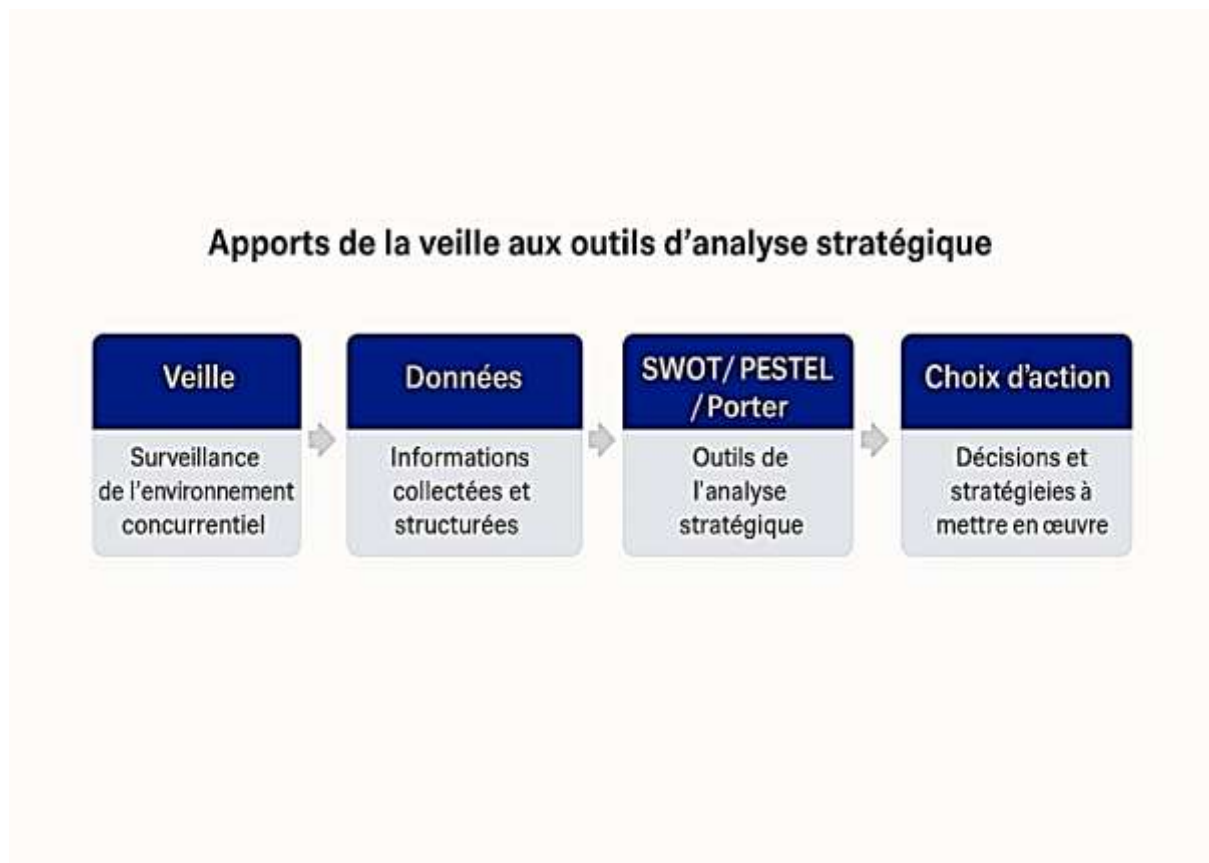 Apports de la veille aux outils d'analyse stratégique
Veille
Surveillance
de l'environnement
concurrentiel
Données
Informations
collectées et
structurées
SWOT/ PESTEL
/ Porter
Outils de
l'analyse
stratégique
Choix d'action
Décisions et
stratégieies à
mettre en œuvre